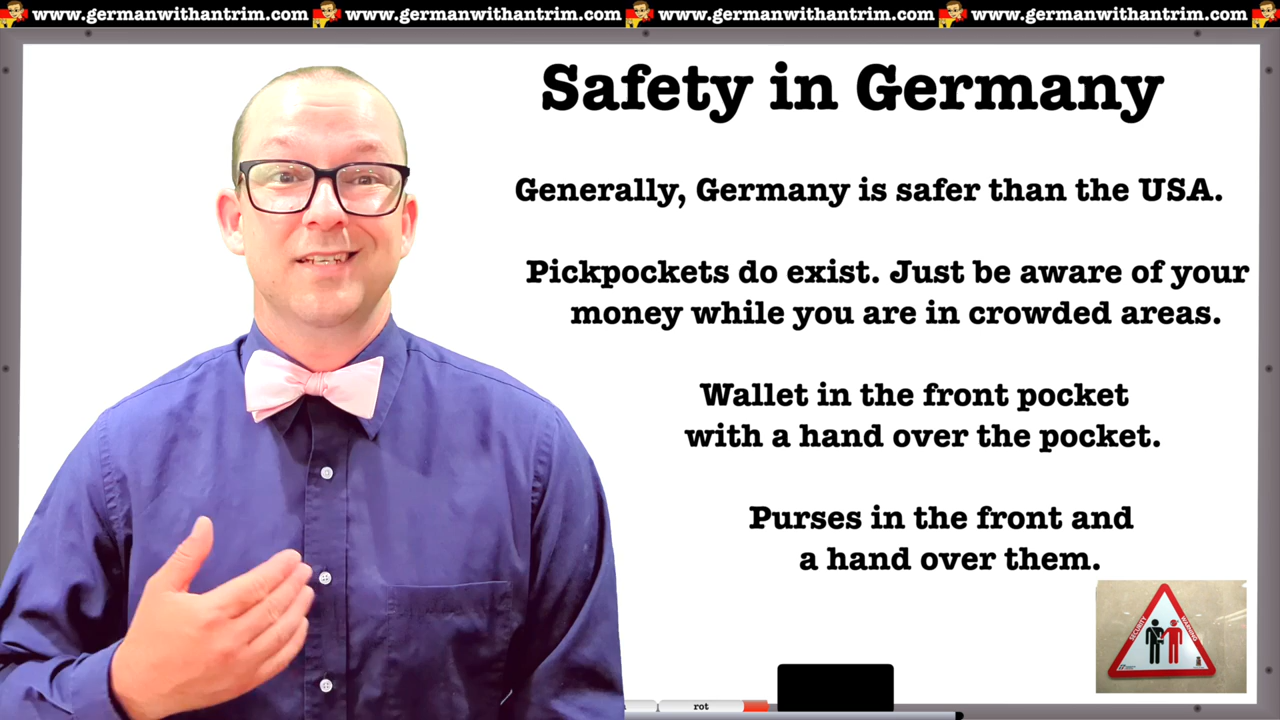 www.germanwithantrim.com www.germanwithantrim.com www.germanwithantrim.com www.germanwithantrim.com
Safety in Germany
Generally, Germany is safer than the USA.
Pickpockets do exist. Just be aware of your
money while you are in crowded areas.
Wallet in the front pocket
with a hand over the pocket.
Purses in the front and
a hand over them.
SECURITY WARNING
rot